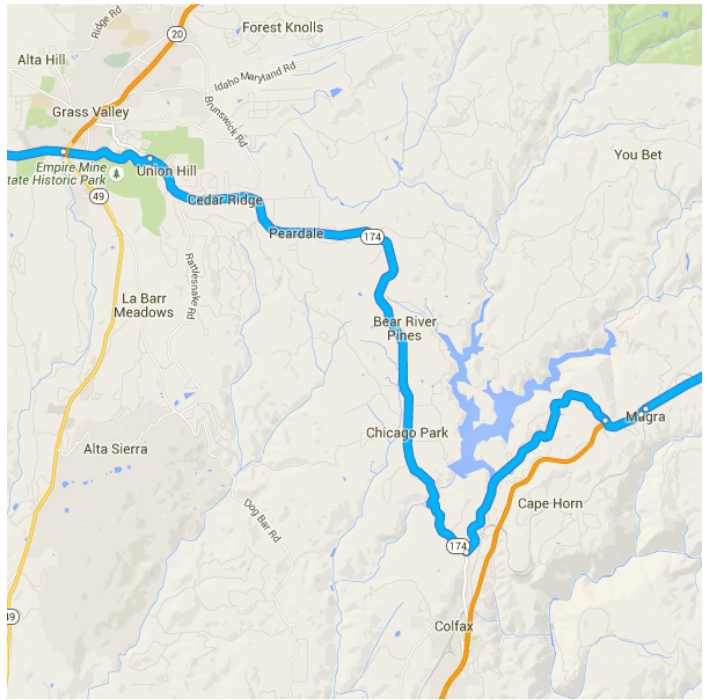 Ridge Rd
Forest Knolls
20
Alta Hill
Idaho Maryland Rd
Grass Valley
Brunswick Rd
You Bet
Union Hill
Empire Mine
tate Historic Park
49
Cedar Ridge
Peardale
174
Rattlesnake Rd
La Barr
Meadows
Bear River
Pines
Magra
Chicago Park
Alta Sierra
Cape Horn
Dog Bar Rd
174
49
Colfax